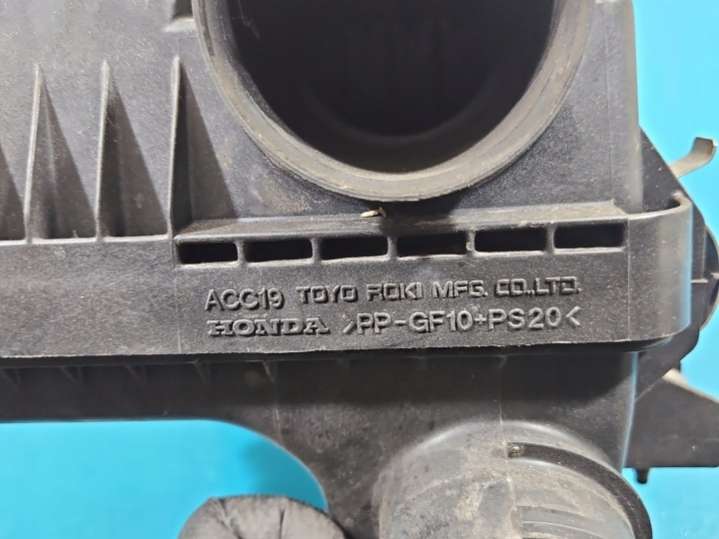 ACC19 TOYO ROKI MFG. CO.,LTD.
HONDA >PP-GF10+PS20<